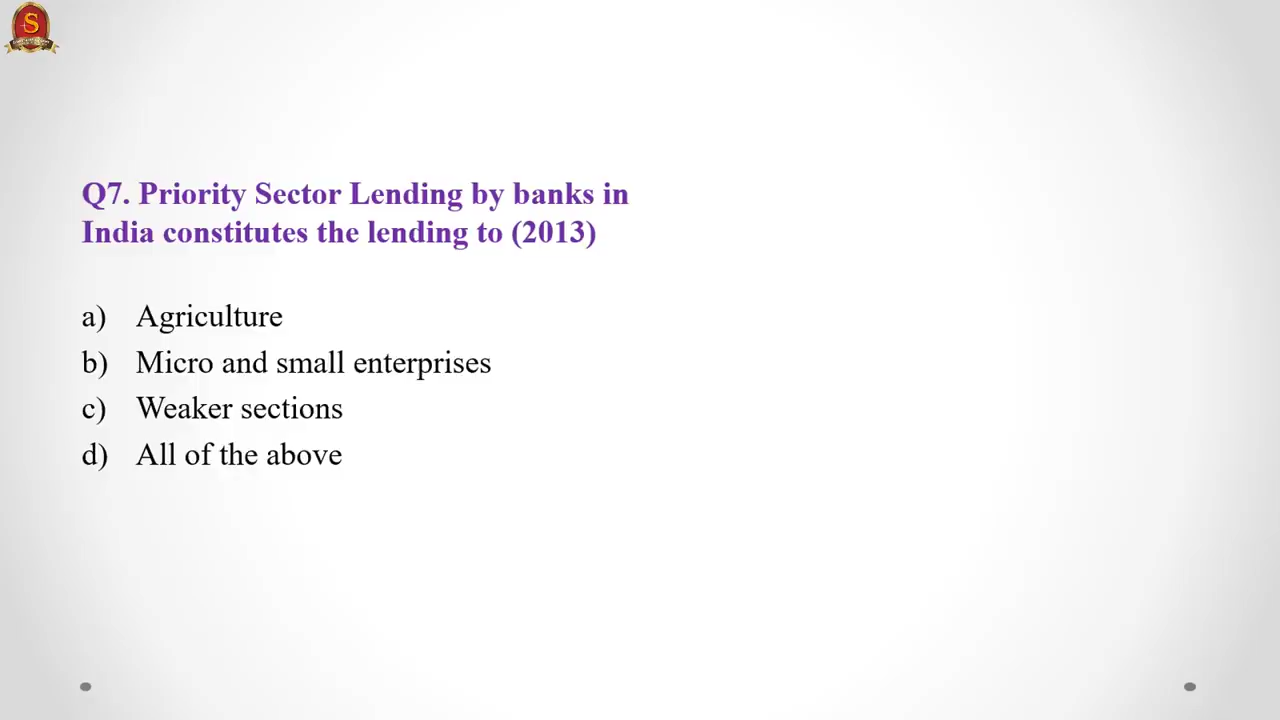 S
Q7. Priority Sector Lending by banks in
India constitutes the lending to (2013)
a) Agriculture
b) Micro and small enterprises
c) Weaker sections
d) All of the above